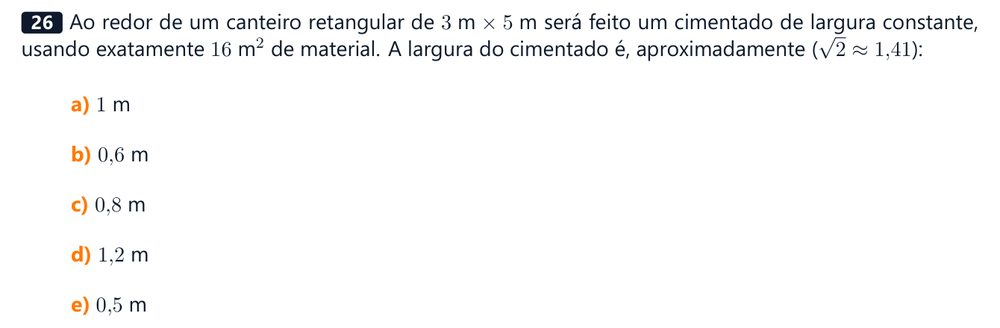 26 Ao redor de um canteiro retangular de 3 m × 5 m será feito um cimentado de largura constante,
usando exatamente 16 m² de material. A largura do cimentado é, aproximadamente (√2 ≈ 1,41):
a) 1 m
b) 0,6 m
c) 0,8 m
d) 1,2 m
e) 0,5 m